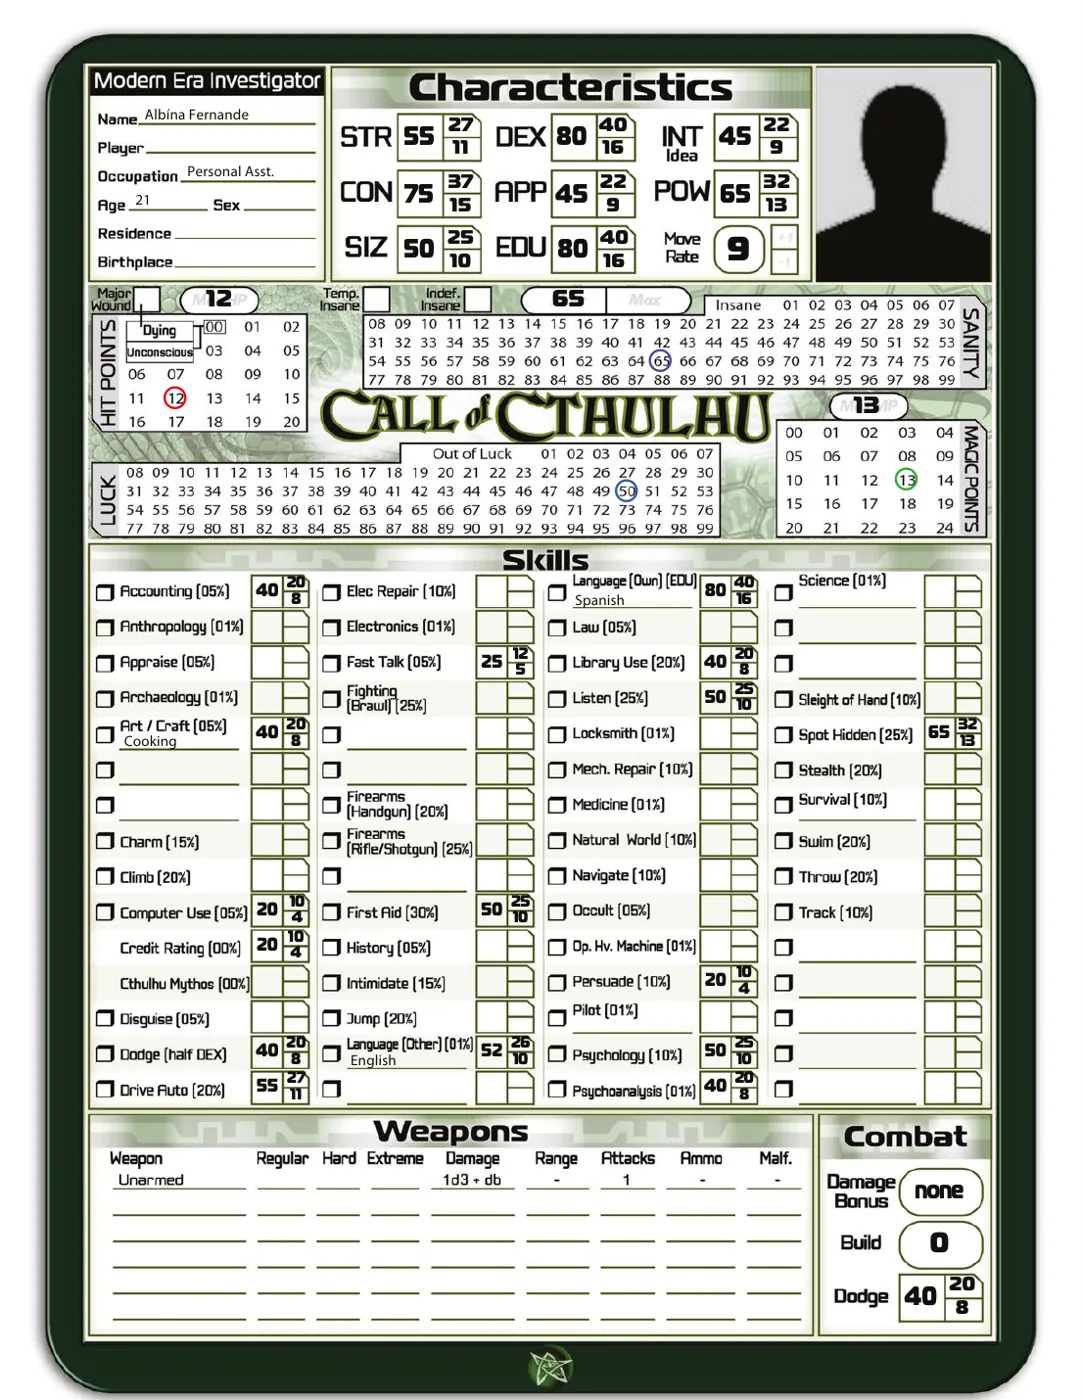 Modern Era Investigator
Name Albína Fernande
Player
Occupation Personal Asst.
Age 21 Sex
Residence
Birthplace
Characteristics
STR 55 27 11 DEX 80 40 16 INT Idea 45 22 9
CON 75 37 15 APP 45 22 9 POW 65 32 13
SIZ 50 25 10 EDU 80 40 16 Move Rate 9 +1 -1
Major Wound 12
HIT POINTS
Dying 00 01 02
Unconscious 03 04 05
06 07 08 09 10
11 12 13 14 15
16 17 18 19 20
Temp. Insane Indef. Insane 65 Max
SANITY
Insane 01 02 03 04 05 06 07
08 09 10 11 12 13 14 15 16 17 18 19 20 21 22 23 24 25 26 27 28 29 30
31 32 33 34 35 36 37 38 39 40 41 42 43 44 45 46 47 48 49 50 51 52 53
54 55 56 57 58 59 60 61 62 63 64 65 66 67 68 69 70 71 72 73 74 75 76
77 78 79 80 81 82 83 84 85 86 87 88 89 90 91 92 93 94 95 96 97 98 99
CALL of CTHULHU
13
MAGIC POINTS
00 01 02 03 04
05 06 07 08 09
10 11 12 13 14
15 16 17 18 19
20 21 22 23 24
LUCK
Out of Luck 01 02 03 04 05 06 07
08 09 10 11 12 13 14 15 16 17 18 19 20 21 22 23 24 25 26 27 28 29 30
31 32 33 34 35 36 37 38 39 40 41 42 43 44 45 46 47 48 49 50 51 52 53
54 55 56 57 58 59 60 61 62 63 64 65 66 67 68 69 70 71 72 73 74 75 76
77 78 79 80 81 82 83 84 85 86 87 88 89 90 91 92 93 94 95 96 97 98 99
Skills
Accounting (05%) 40 20 8
Anthropology (01%)
Appraise (05%)
Archaeology (01%)
Art / Craft (05%) 40 20 8
Cooking
Charm (15%)
Climb (20%)
Computer Use (05%) 20 10 4
Credit Rating (00%) 20 10 4
Cthulhu Mythos (00%)
Disguise (05%)
Dodge (half DEX) 40 20 8
Drive Auto (20%) 55 27 11
Elec Repair (10%)
Electronics (01%)
Fast Talk (05%) 25 12 5
Fighting
(Brawl) (25%)
Firearms
(Handgun) (20%)
Firearms
(Rifle/Shotgun) (25%)
First Aid (30%) 50 25 10
History (05%)
Intimidate (15%)
Jump (20%)
Language (Other) (01%) 52 26 10
English
Language (Own) (EDU) 80 40 16
Spanish
Law (05%)
Library Use (20%) 40 20 8
Listen (25%) 50 25 10
Locksmith (01%)
Mech. Repair (10%)
Medicine (01%)
Natural World (10%)
Navigate (10%)
Occult (05%)
Op. Hv. Machine (01%)
Persuade (10%) 20 10 4
Pilot (01%)
Psychology (10%) 50 25 10
Psychoanalysis (01%) 40 20 8
Science (01%)
Sleight of Hand (10%)
Spot Hidden (25%) 65 32 13
Stealth (20%)
Survival (10%)
Swim (20%)
Throw (20%)
Track (10%)
Weapons
Weapon Regular Hard Extreme Damage Range Attacks Ammo Malf.
Unarmed 1d3 + db - 1 - -
Combat
Damage Bonus none
Build 0
Dodge 40 20 8